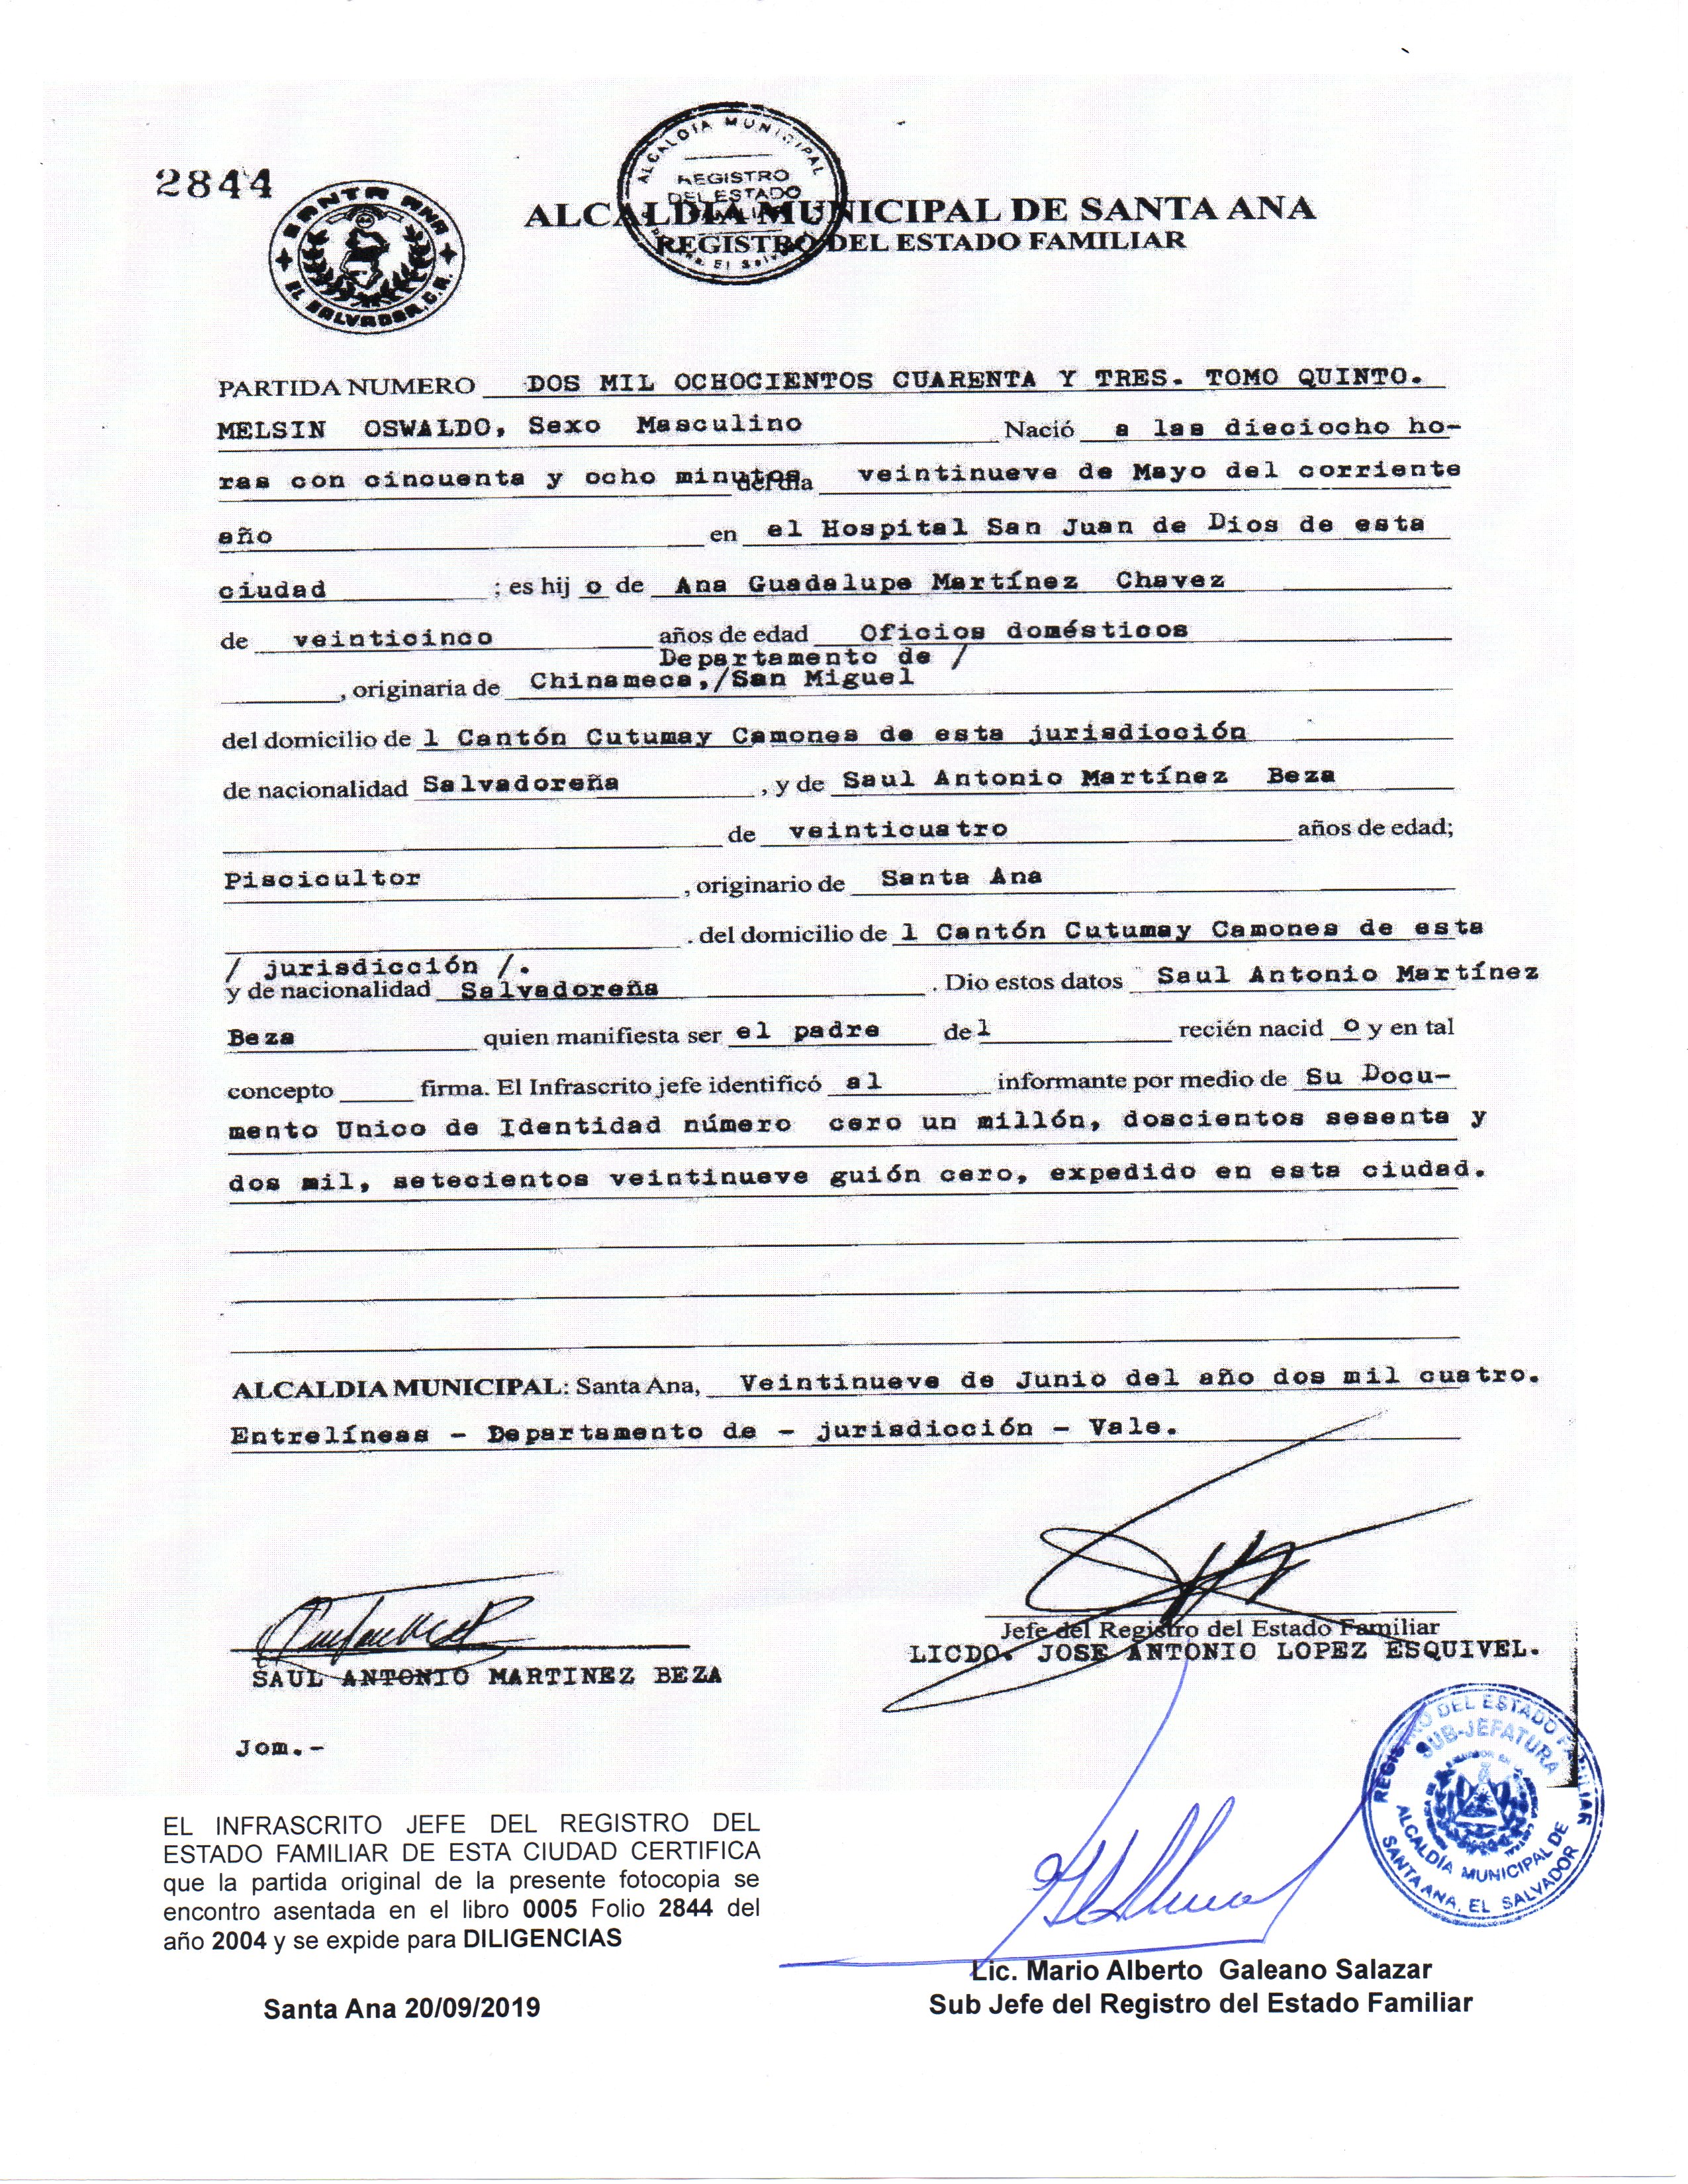 2844
SANTA ANA
EL SALVADOR, C.A.
ALCALDIA MUNICIPAL
REGISTRO
DEL ESTADO
ALCALDIA MUNICIPAL DE SANTA ANA
REGISTRO DEL ESTADO FAMILIAR
PARTIDA NUMERO DOS MIL OCHOCIENTOS CUARENTA Y TRES. TOMO QUINTO.
MELSIN OSWALDO, Sexo Masculino Nació a las dieciocho ho-
ras con cincuenta y ocho minutos del día veintinueve de Mayo del corriente
año en el Hospital San Juan de Dios de esta
ciudad ; es hij o de Ana Guadalupe Martínez Chavez
de veinticinco años de edad Oficios domésticos
Departamento de /
, originaria de Chinameca,/San Miguel
del domicilio de l Cantón Cutumay Camones de esta jurisdicción
de nacionalidad Salvadoreña , y de Saul Antonio Martínez Beza
de veinticuatro años de edad;
Piscicultor , originario de Santa Ana
. del domicilio de l Cantón Cutumay Camones de esta
/ jurisdicción /.
y de nacionalidad Salvadoreña . Dio estos datos Saul Antonio Martínez
Beza quien manifiesta ser el padre del recién nacid o y en tal
concepto firma. El Infrascrito jefe identificó al informante por medio de Su Docu-
mento Unico de Identidad número cero un millón, doscientos sesenta y
dos mil, setecientos veintinueve guión cero, expedido en esta ciudad.
ALCALDIA MUNICIPAL: Santa Ana, Veintinueve de Junio del año dos mil cuatro.
Entrelíneas - Departamento de - jurisdicción - Vale.
Jefe del Registro del Estado Familiar
LICDO. JOSE ANTONIO LOPEZ ESQUIVEL.
SAUL ANTONIO MARTINEZ BEZA
Jom.-
REGISTRO DEL ESTADO FAMILIAR
SUB-JEFATURA
ALCALDÍA MUNICIPAL DE
SANTA ANA, EL SALVADOR
EL INFRASCRITO JEFE DEL REGISTRO DEL
ESTADO FAMILIAR DE ESTA CIUDAD CERTIFICA
que la partida original de la presente fotocopia se
encontro asentada en el libro 0005 Folio 2844 del
año 2004 y se expide para DILIGENCIAS
Santa Ana 20/09/2019
Lic. Mario Alberto Galeano Salazar
Sub Jefe del Registro del Estado Familiar